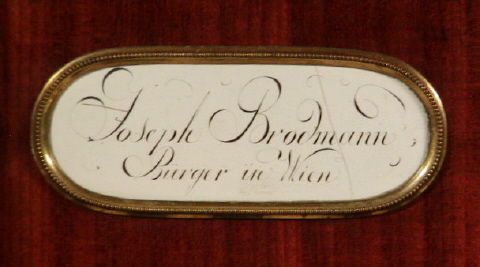 Joseph Brodmann,
Burger in Wien